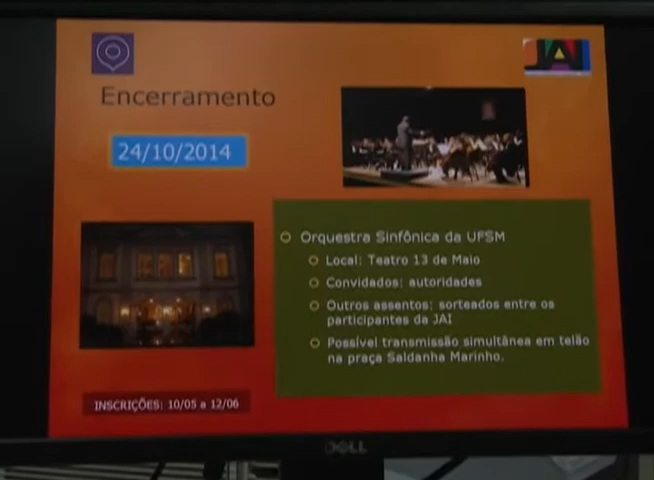 JAI
Encerramento
24/10/2014
Orquestra Sinfônica da UFSM
Local: Teatro 13 de Maio
Convidados: autoridades
Outros assentos: sorteados entre os
participantes da JAI
Possível transmissão simultânea em telão
na praça Saldanha Marinho.
INSCRIÇÕES: 10/05 a 12/06
DELL